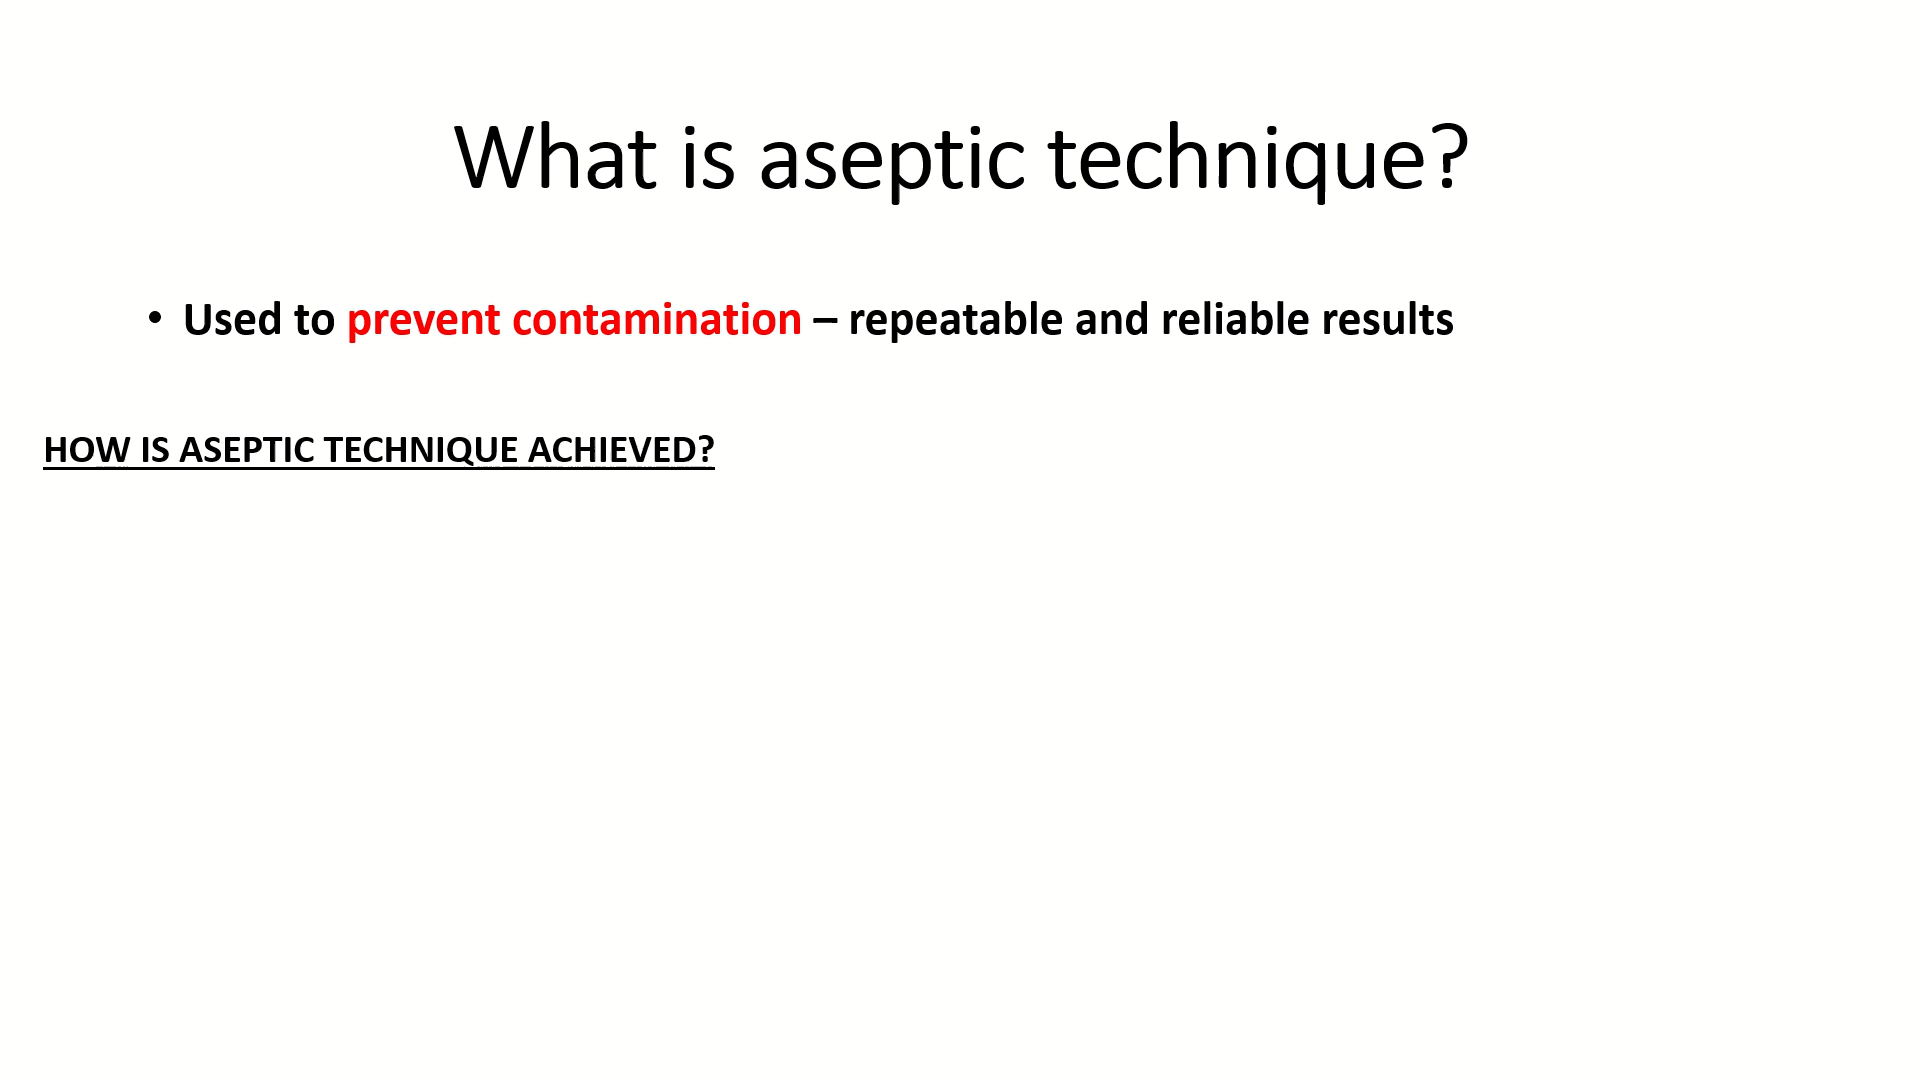 What is aseptic technique?
• Used to prevent contamination – repeatable and reliable results
HOW IS ASEPTIC TECHNIQUE ACHIEVED?